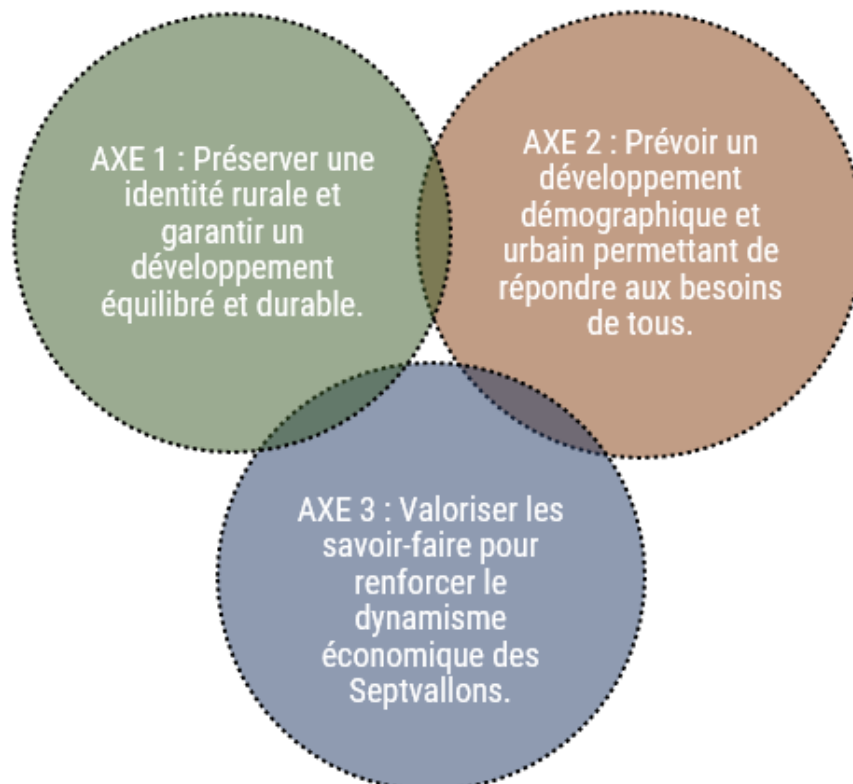 AXE 1 : Préserver une
identité rurale et
garantir un
développement
équilibré et durable.
AXE 2 : Prévoir un
développement
démographique et
urbain permettant de
répondre aux besoins
de tous.
AXE 3 : Valoriser les
savoir-faire pour
renforcer le
dynamisme
économique des
Septvallons.